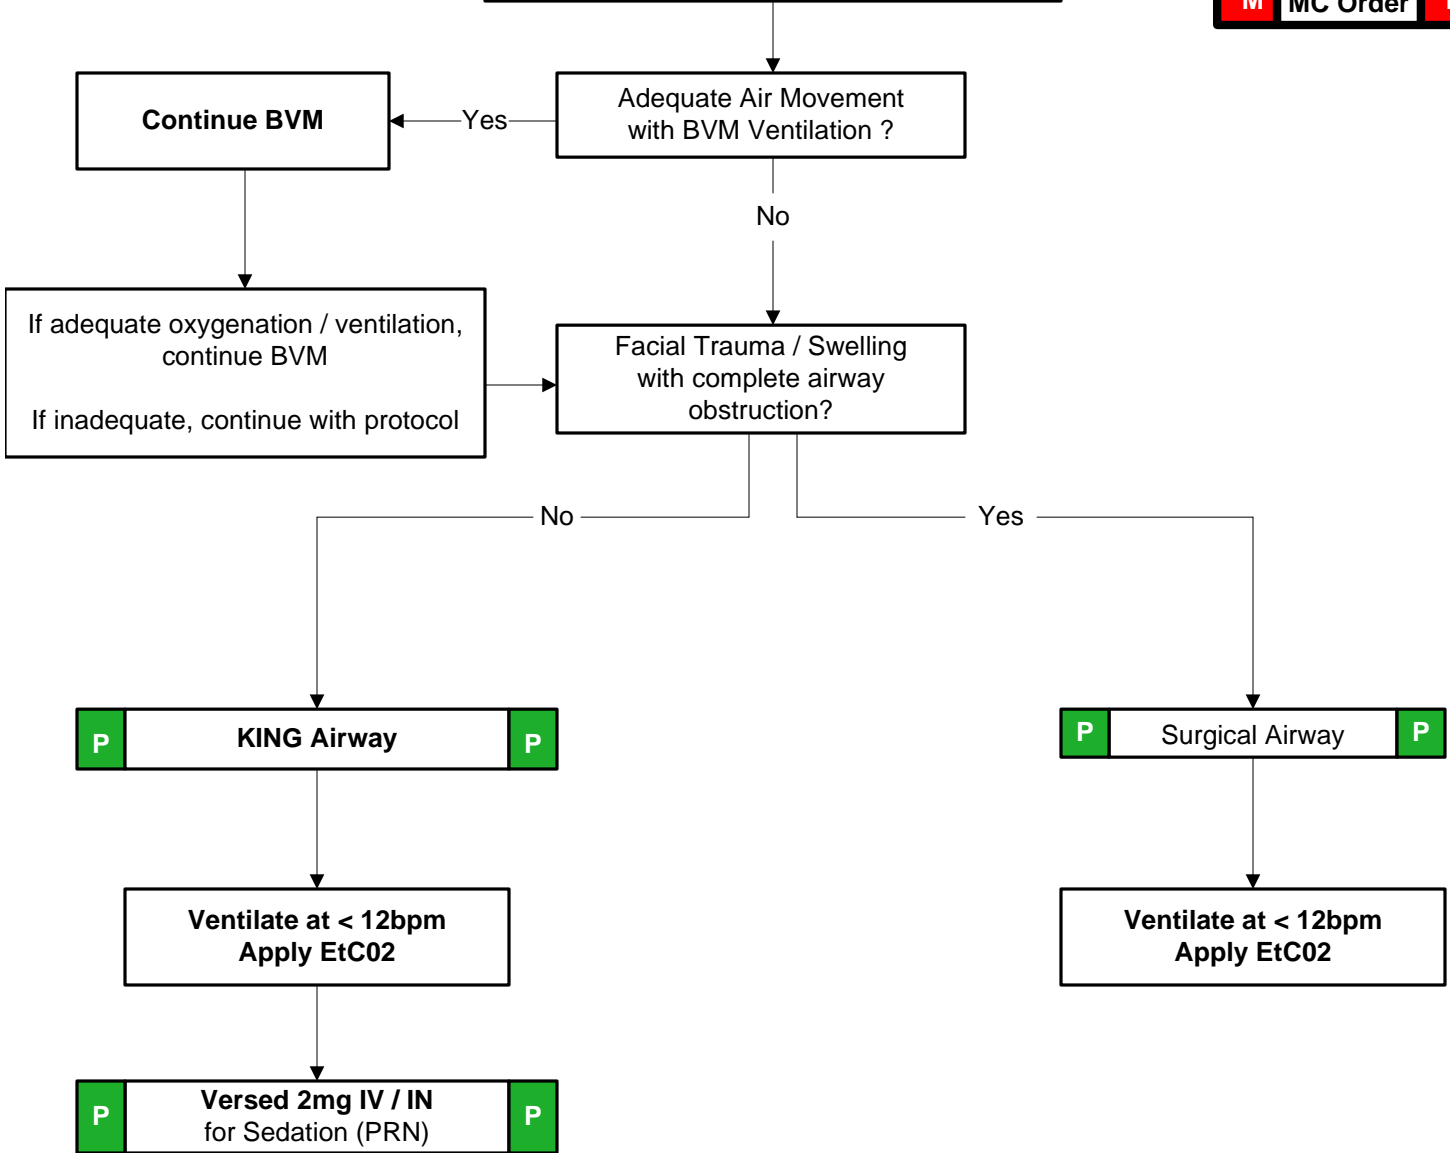 M MC Order
Adequate Air Movement
with BVM Ventilation ?
Yes
Continue BVM
No
If adequate oxygenation / ventilation,
continue BVM
If inadequate, continue with protocol
Facial Trauma / Swelling
with complete airway
obstruction?
No
Yes
P KING Airway P
P Surgical Airway P
Ventilate at < 12bpm
Apply EtC02
Ventilate at < 12bpm
Apply EtC02
P Versed 2mg IV / IN P
for Sedation (PRN)